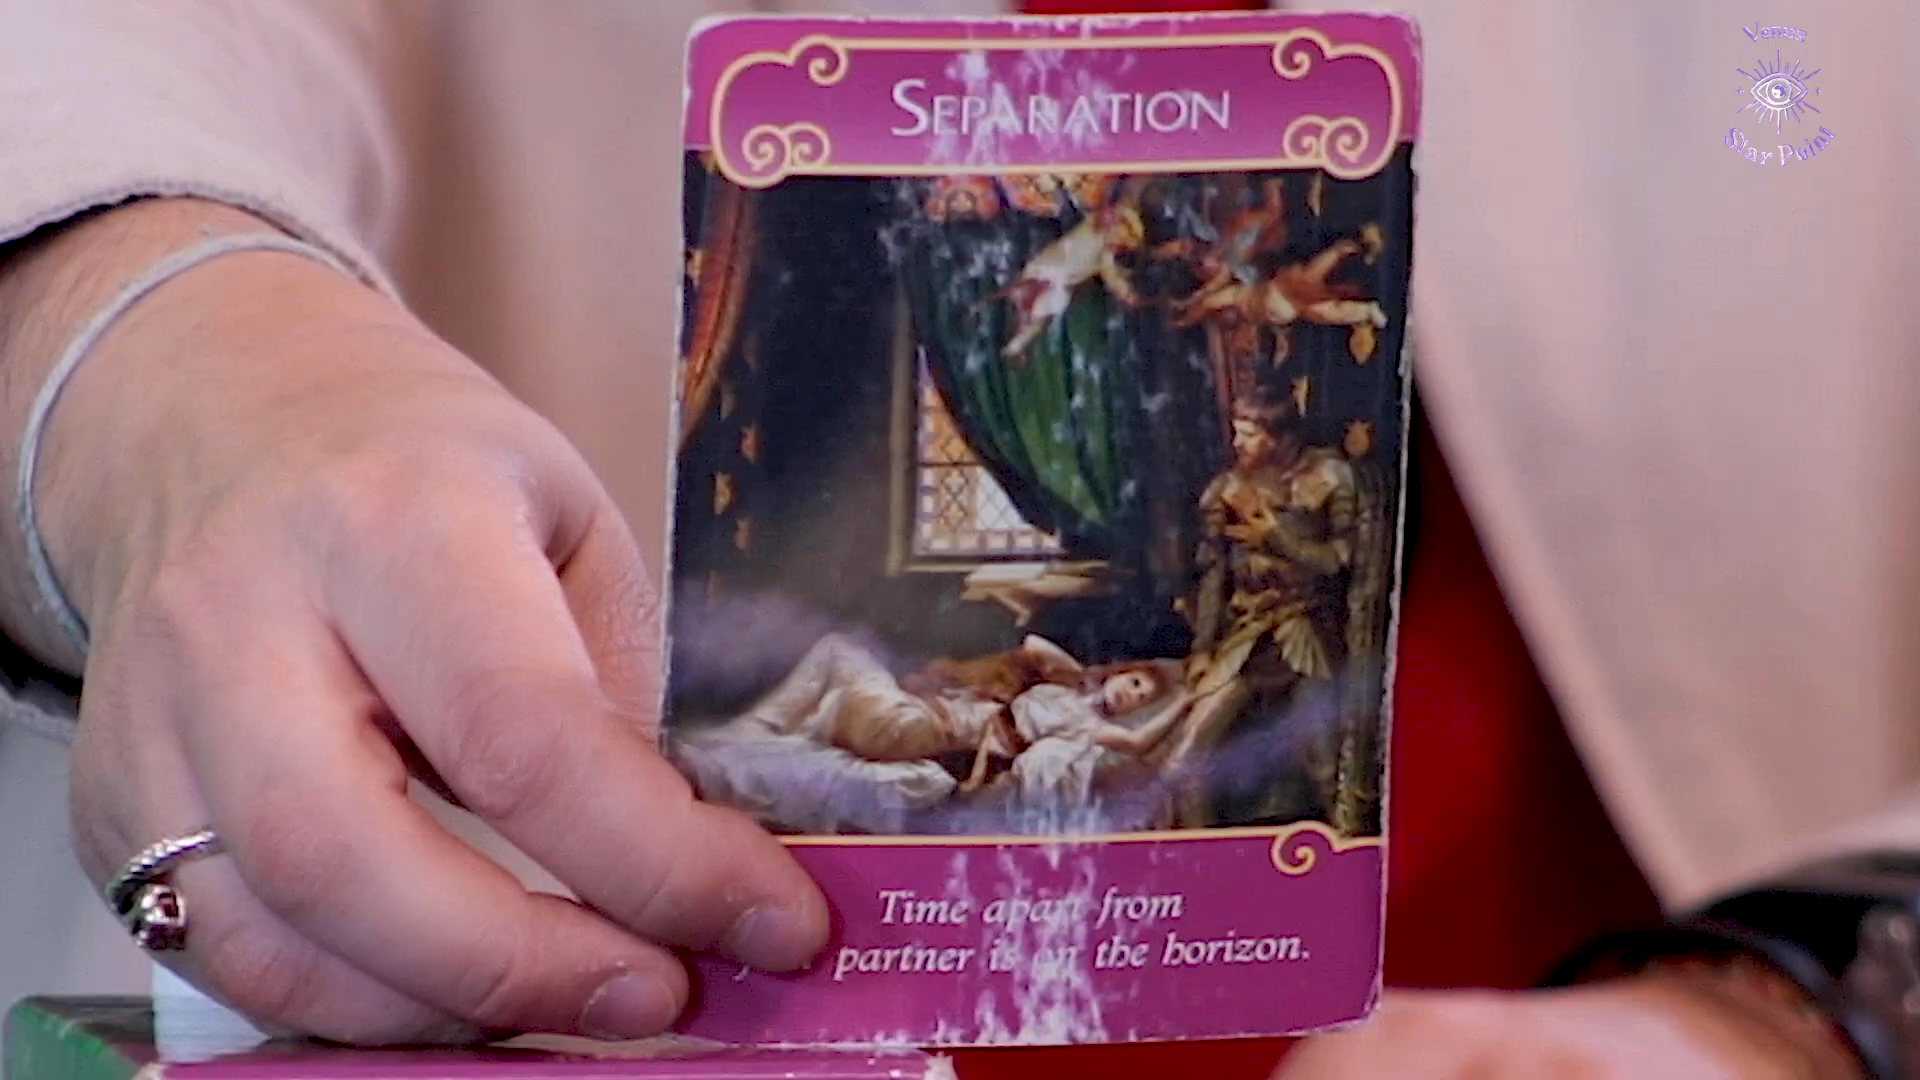 Venus
Star Point
SEPARATION
Time apart from
partner is on the horizon.